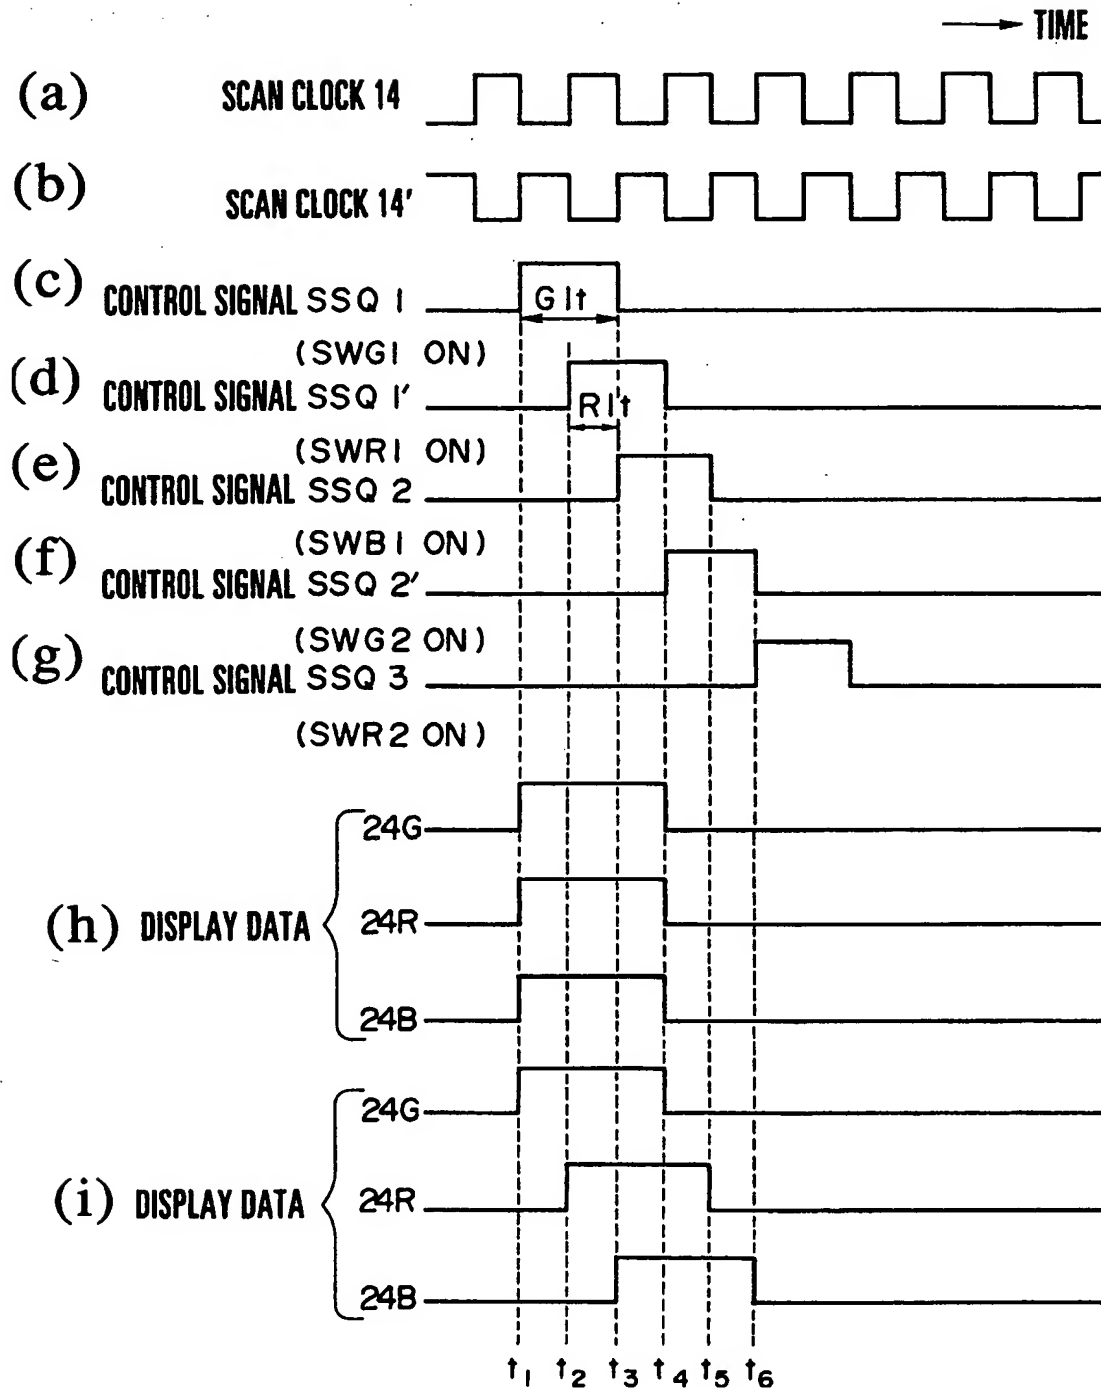 TIME
(a) SCAN CLOCK 14
(b) SCAN CLOCK 14'
(c) CONTROL SIGNAL SSQ 1
G1t
(SWG1 ON)
(d) CONTROL SIGNAL SSQ 1'
R1't
(SWR1 ON)
(e) CONTROL SIGNAL SSQ 2
(SWB1 ON)
(f) CONTROL SIGNAL SSQ 2'
(SWG2 ON)
(g) CONTROL SIGNAL SSQ 3
(SWR2 ON)
24G
24R
(h) DISPLAY DATA
24B
24G
24R
(i) DISPLAY DATA
24B
t1 t2 t3 t4 t5 t6